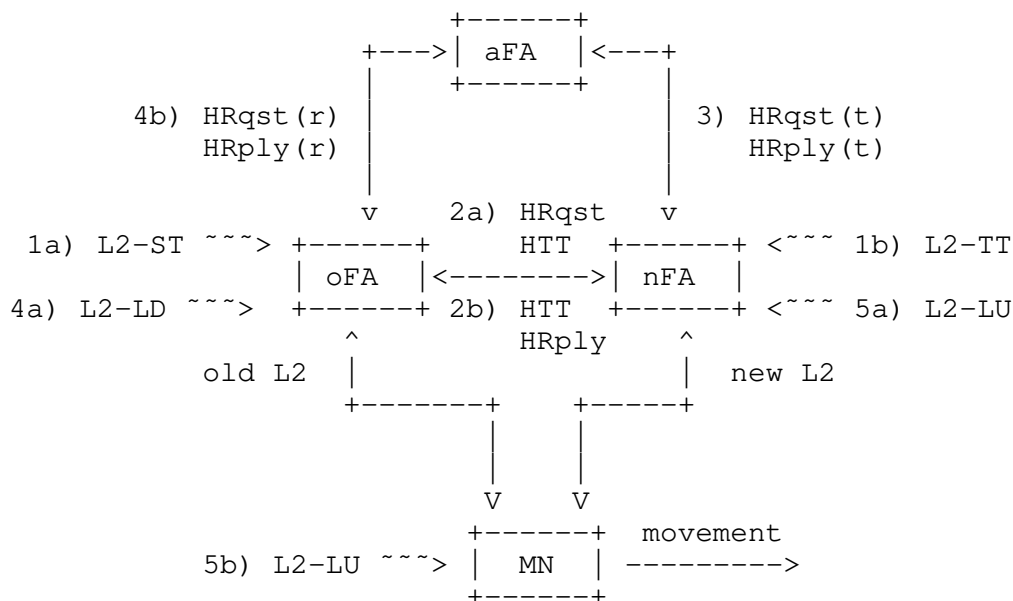 aFA
4b) HRqst(r) 3) HRqst(t)
HRply(r) HRply(t)
2a) HRqst
1a) L2-ST ~~~> HTT <~~~ 1b) L2-TT
oFA nFA
4a) L2-LD ~~~> 2b) HTT <~~~ 5a) L2-LU
HRply
old L2 new L2
movement
5b) L2-LU ~~~> MN